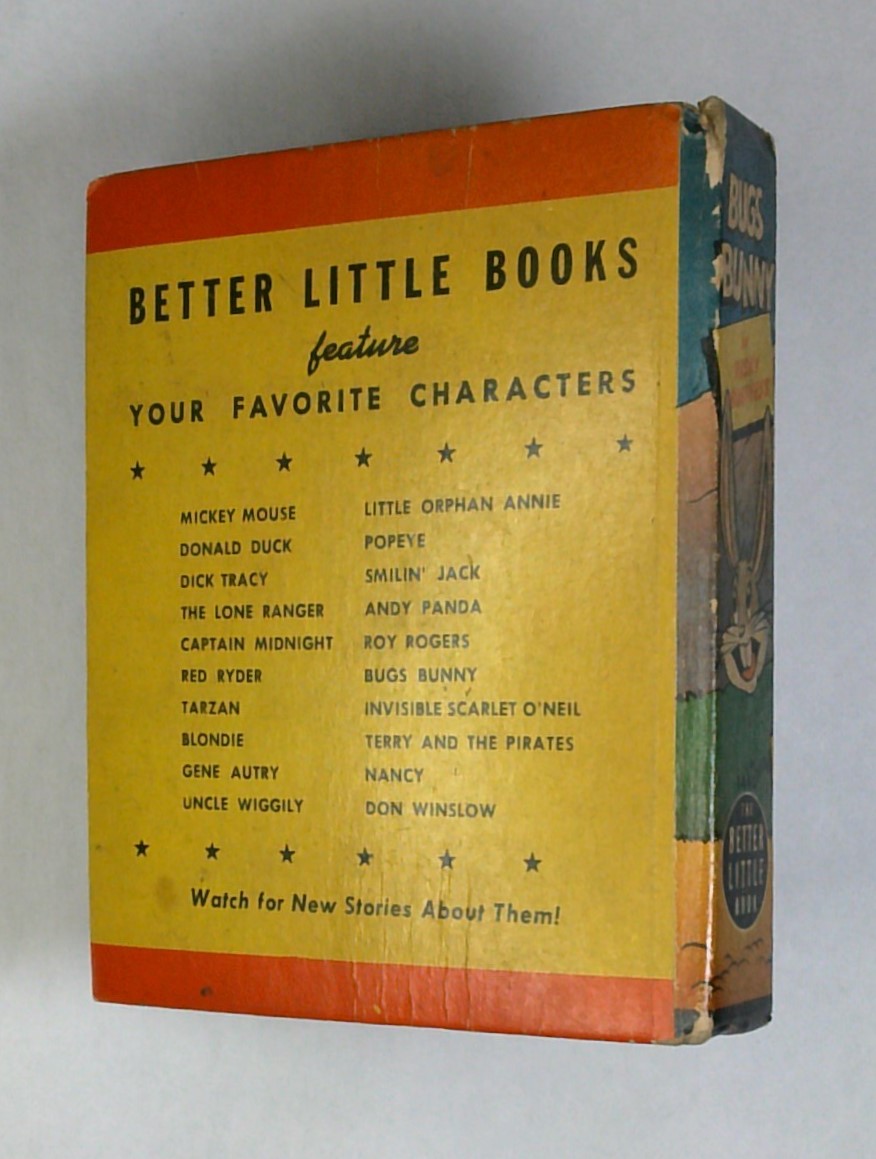 BETTER LITTLE BOOKS
feature
YOUR FAVORITE CHARACTERS
MICKEY MOUSE
DONALD DUCK
DICK TRACY
THE LONE RANGER
CAPTAIN MIDNIGHT
RED RYDER
TARZAN
BLONDIE
GENE AUTRY
UNCLE WIGGILY
LITTLE ORPHAN ANNIE
POPEYE
SMILIN' JACK
ANDY PANDA
ROY ROGERS
BUGS BUNNY
INVISIBLE SCARLET O'NEIL
TERRY AND THE PIRATES
NANCY
DON WINSLOW
Watch for New Stories About Them!
BUGS
BUNNY
THE
BETTER
LITTLE
BOOK